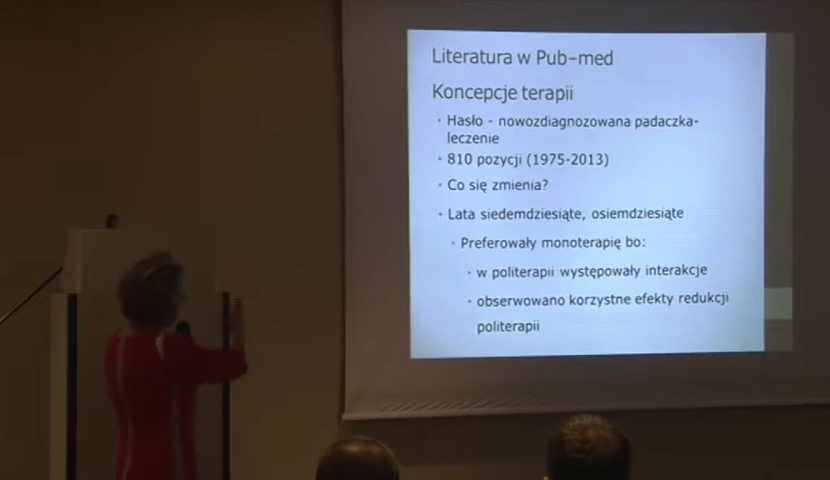 Literatura w Pub-med
Koncepcje terapii
• Hasło - nowozdiagnozowana padaczka-
leczenie
• 810 pozycji (1975-2013)
• Co się zmienia?
• Lata siedemdziesiąte, osiemdziesiąte
• Preferowały monoterapię bo:
• w politerapii występowały interakcje
• obserwowano korzystne efekty redukcji
politerapii